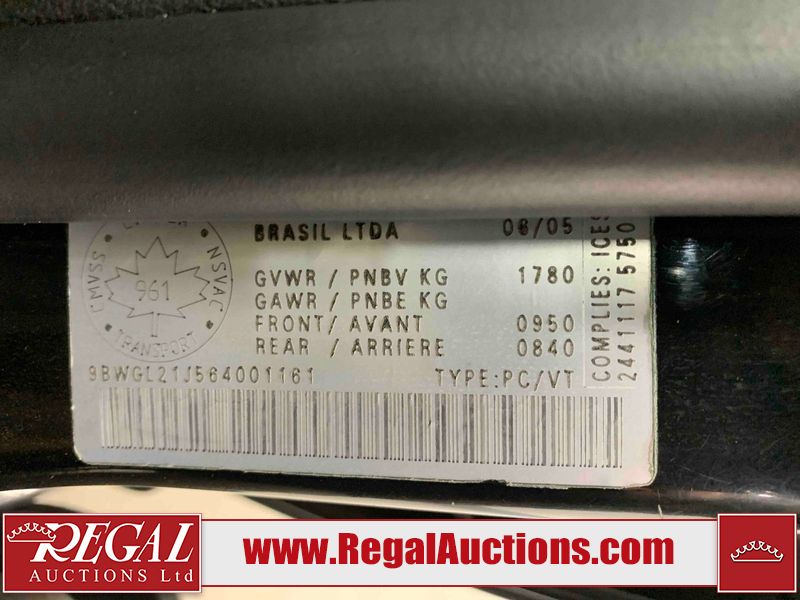 BRASIL LTDA 06/05
GVWR / PNBV KG 1780
GAWR / PNBE KG
FRONT/ AVANT 0950
REAR / ARRIERE 0840
9BWGL21J564001161 TYPE:PC/VT
COMPLIES: ICES
2441117 5750
CMVSS
NSVAC
961
TRANSPORT
REGAL
AUCTIONS Ltd
www.RegalAuctions.com